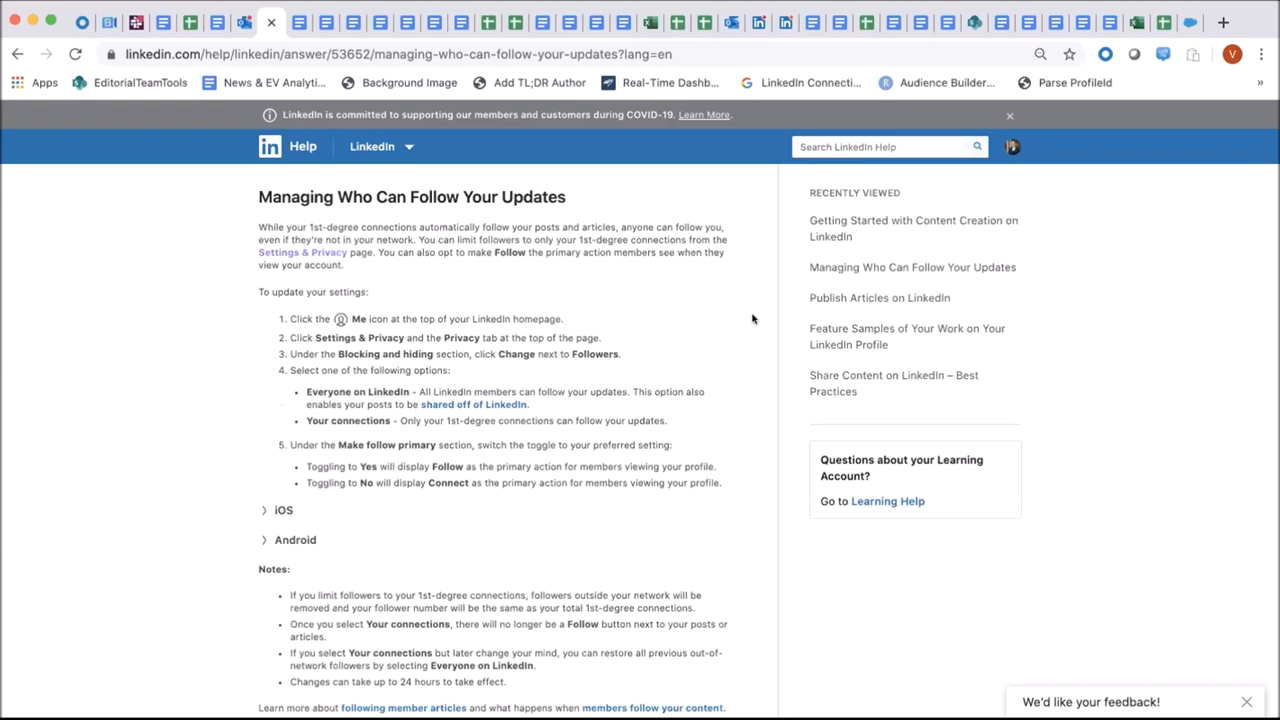 linkedin.com/help/linkedin/answer/53652/managing-who-can-follow-your-updates?lang=en
V
Apps EditorialTeamTools News & EV Analyti... Background Image Add TL;DR Author Real-Time Dashb... LinkedIn Connecti... Audience Builder... Parse ProfileId »
LinkedIn is committed to supporting our members and customers during COVID-19. Learn More.
in Help LinkedIn Search LinkedIn Help
Managing Who Can Follow Your Updates
While your 1st-degree connections automatically follow your posts and articles, anyone can follow you,
even if they're not in your network. You can limit followers to only your 1st-degree connections from the
Settings & Privacy page. You can also opt to make Follow the primary action members see when they
view your account.
To update your settings:
1. Click the Me icon at the top of your LinkedIn homepage.
2. Click Settings & Privacy and the Privacy tab at the top of the page.
3. Under the Blocking and hiding section, click Change next to Followers.
4. Select one of the following options:
• Everyone on LinkedIn - All LinkedIn members can follow your updates. This option also
enables your posts to be shared off of LinkedIn.
• Your connections - Only your 1st-degree connections can follow your updates.
5. Under the Make follow primary section, switch the toggle to your preferred setting:
• Toggling to Yes will display Follow as the primary action for members viewing your profile.
• Toggling to No will display Connect as the primary action for members viewing your profile.
iOS
Android
Notes:
• If you limit followers to your 1st-degree connections, followers outside your network will be
removed and your follower number will be the same as your total 1st-degree connections.
• Once you select Your connections, there will no longer be a Follow button next to your posts or
articles.
• If you select Your connections but later change your mind, you can restore all previous out-of-
network followers by selecting Everyone on LinkedIn.
• Changes can take up to 24 hours to take effect.
Learn more about following member articles and what happens when members follow your content.
RECENTLY VIEWED
Getting Started with Content Creation on
LinkedIn
Managing Who Can Follow Your Updates
Publish Articles on LinkedIn
Feature Samples of Your Work on Your
LinkedIn Profile
Share Content on LinkedIn – Best
Practices
Questions about your Learning
Account?
Go to Learning Help
We'd like your feedback!